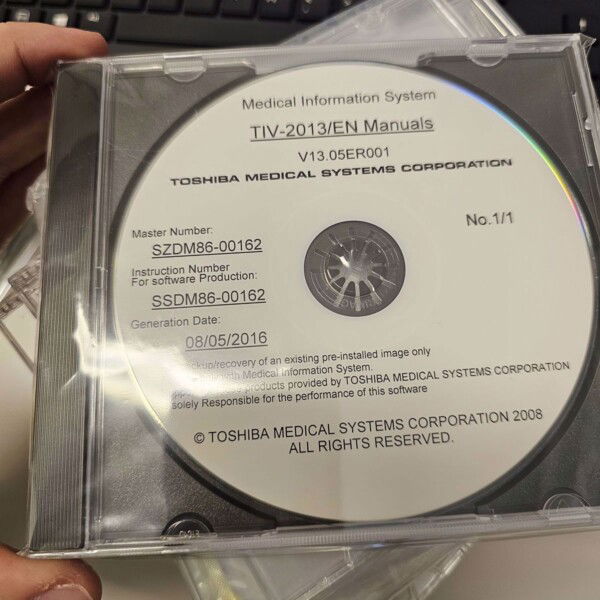 Medical Information System
TIV-2013/EN Manuals
V13.05ER001
TOSHIBA MEDICAL SYSTEMS CORPORATION
No.1/1
Master Number:
SZDM86-00162
Instruction Number
For software Production:
SSDM86-00162
Generation Date:
08/05/2016
/recovery of an existing pre-installed image only
Medical Information System.
products provided by TOSHIBA MEDICAL SYSTEMS CORPORATION
solely Responsible for the performance of this software
© TOSHIBA MEDICAL SYSTEMS CORPORATION 2008
ALL RIGHTS RESERVED.